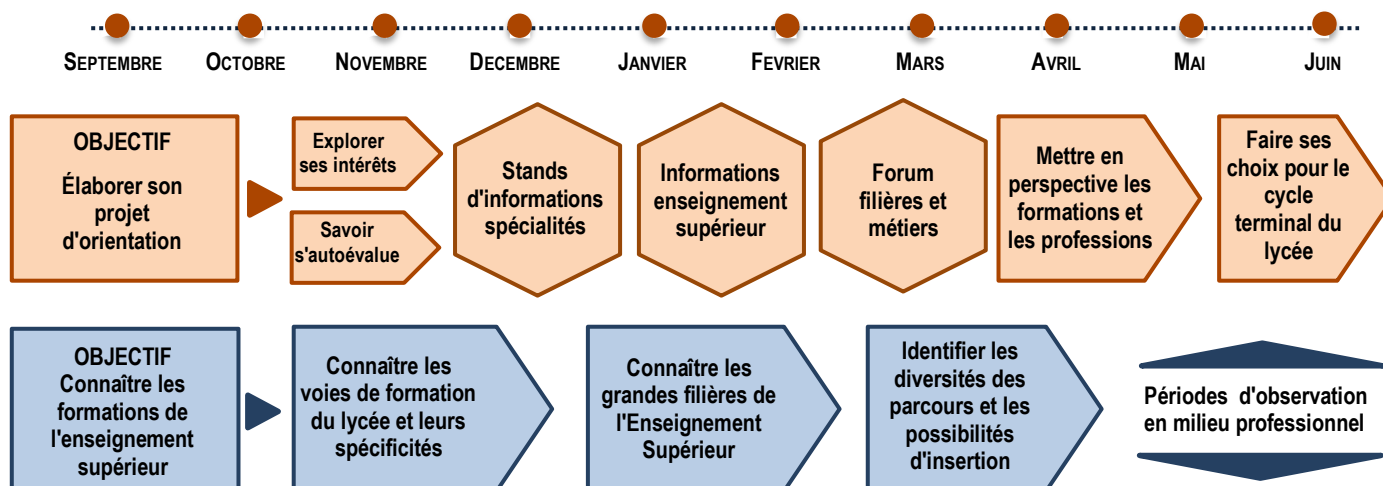 SEPTEMBRE OCTOBRE NOVEMBRE DECEMBRE JANVIER FEVRIER MARS AVRIL MAI JUIN
OBJECTIF
Élaborer son
projet
d'orientation
Explorer
ses intérêts
Savoir
s'autoévalue
Stands
d'informations
spécialités
Informations
enseignement
supérieur
Forum
filières et
métiers
Mettre en
perspective les
formations et
les professions
Faire ses
choix pour le
cycle
terminal du
lycée
OBJECTIF
Connaître les
formations de
l'enseignement
supérieur
Connaître les
voies de formation
du lycée et leurs
spécificités
Connaître les
grandes filières de
l'Enseignement
Supérieur
Identifier les
diversités des
parcours et les
possibilités
d'insertion
Périodes d'observation
en milieu professionnel